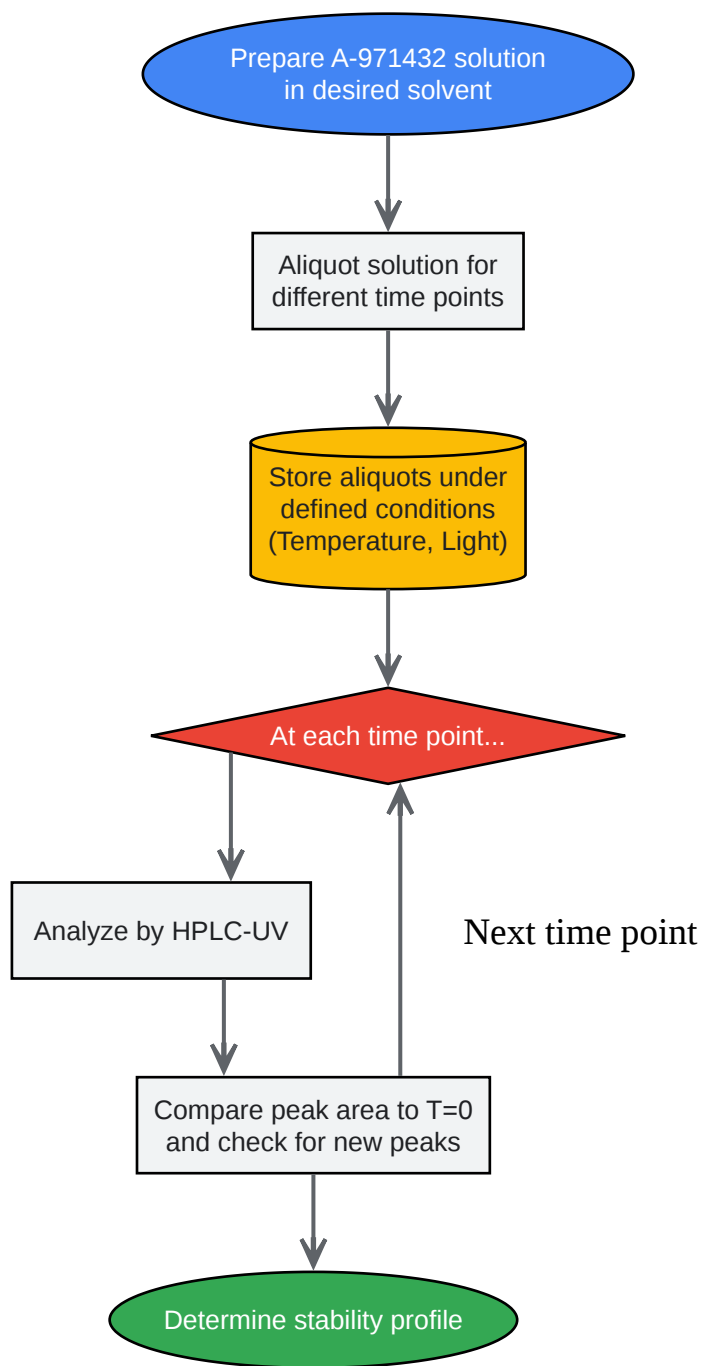 Prepare A-971432 solution
in desired solvent
Aliquot solution for
different time points
Store aliquots under
defined conditions
(Temperature, Light)
At each time point...
Analyze by HPLC-UV
Next time point
Compare peak area to T=0
and check for new peaks
Determine stability profile